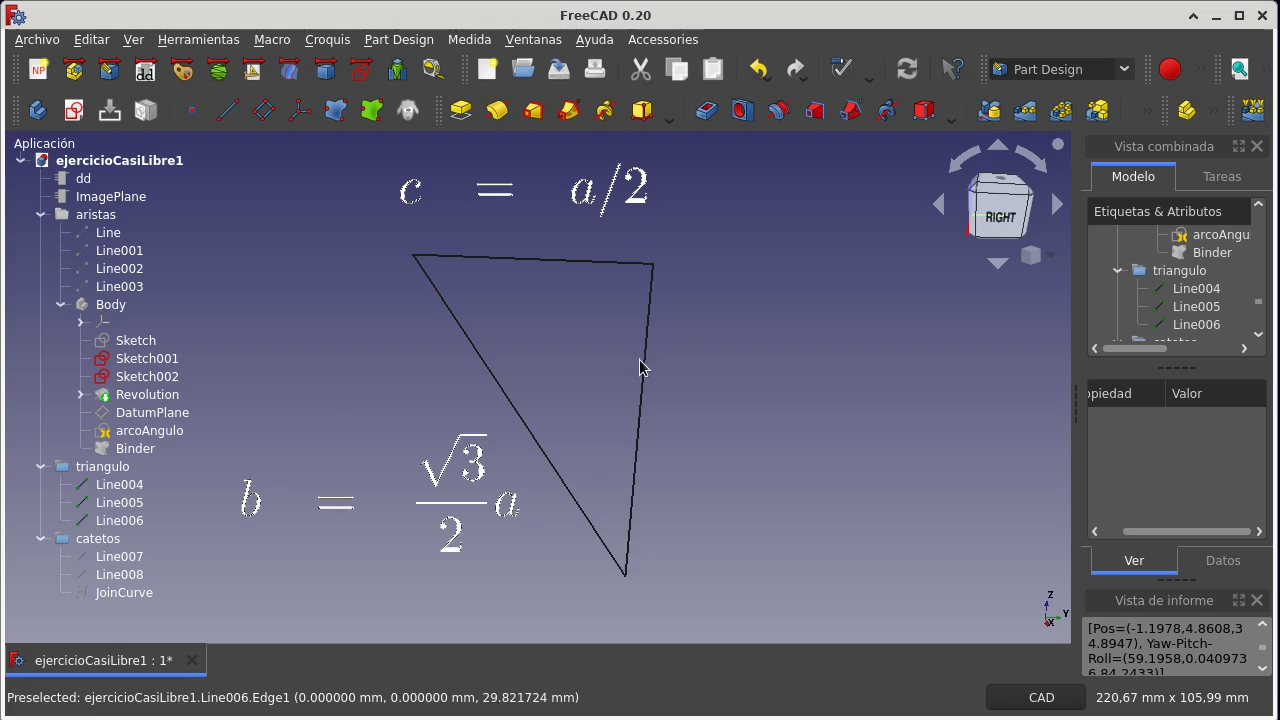 FreeCAD 0.20
Archivo Editar Ver Herramientas Macro Croquis Part Design Medida Ventanas Ayuda Accessories
NP dd Part Design
Aplicación
ejercicioCasiLibre1
dd
ImagePlane
aristas
Line
Line001
Line002
Line003
Body
Sketch
Sketch001
Sketch002
Revolution
DatumPlane
arcoAngulo
Binder
triangulo
Line004
Line005
Line006
catetos
Line007
Line008
JoinCurve
c = a/2
b = √3/2 a
RIGHT
Z
Y
X
Vista combinada
Modelo Tareas
Etiquetas & Atributos
arcoAngu
Binder
triangulo
Line004
Line005
Line006
opiedad Valor
Ver Datos
Vista de informe
[Pos=(-1.1978,4.8608,3
4.8947), Yaw-Pitch-
Roll=(59.1958,0.040973
6,84.2433)]
ejercicioCasiLibre1 : 1*
Preselected: ejercicioCasiLibre1.Line006.Edge1 (0.000000 mm, 0.000000 mm, 29.821724 mm)
CAD 220,67 mm x 105,99 mm